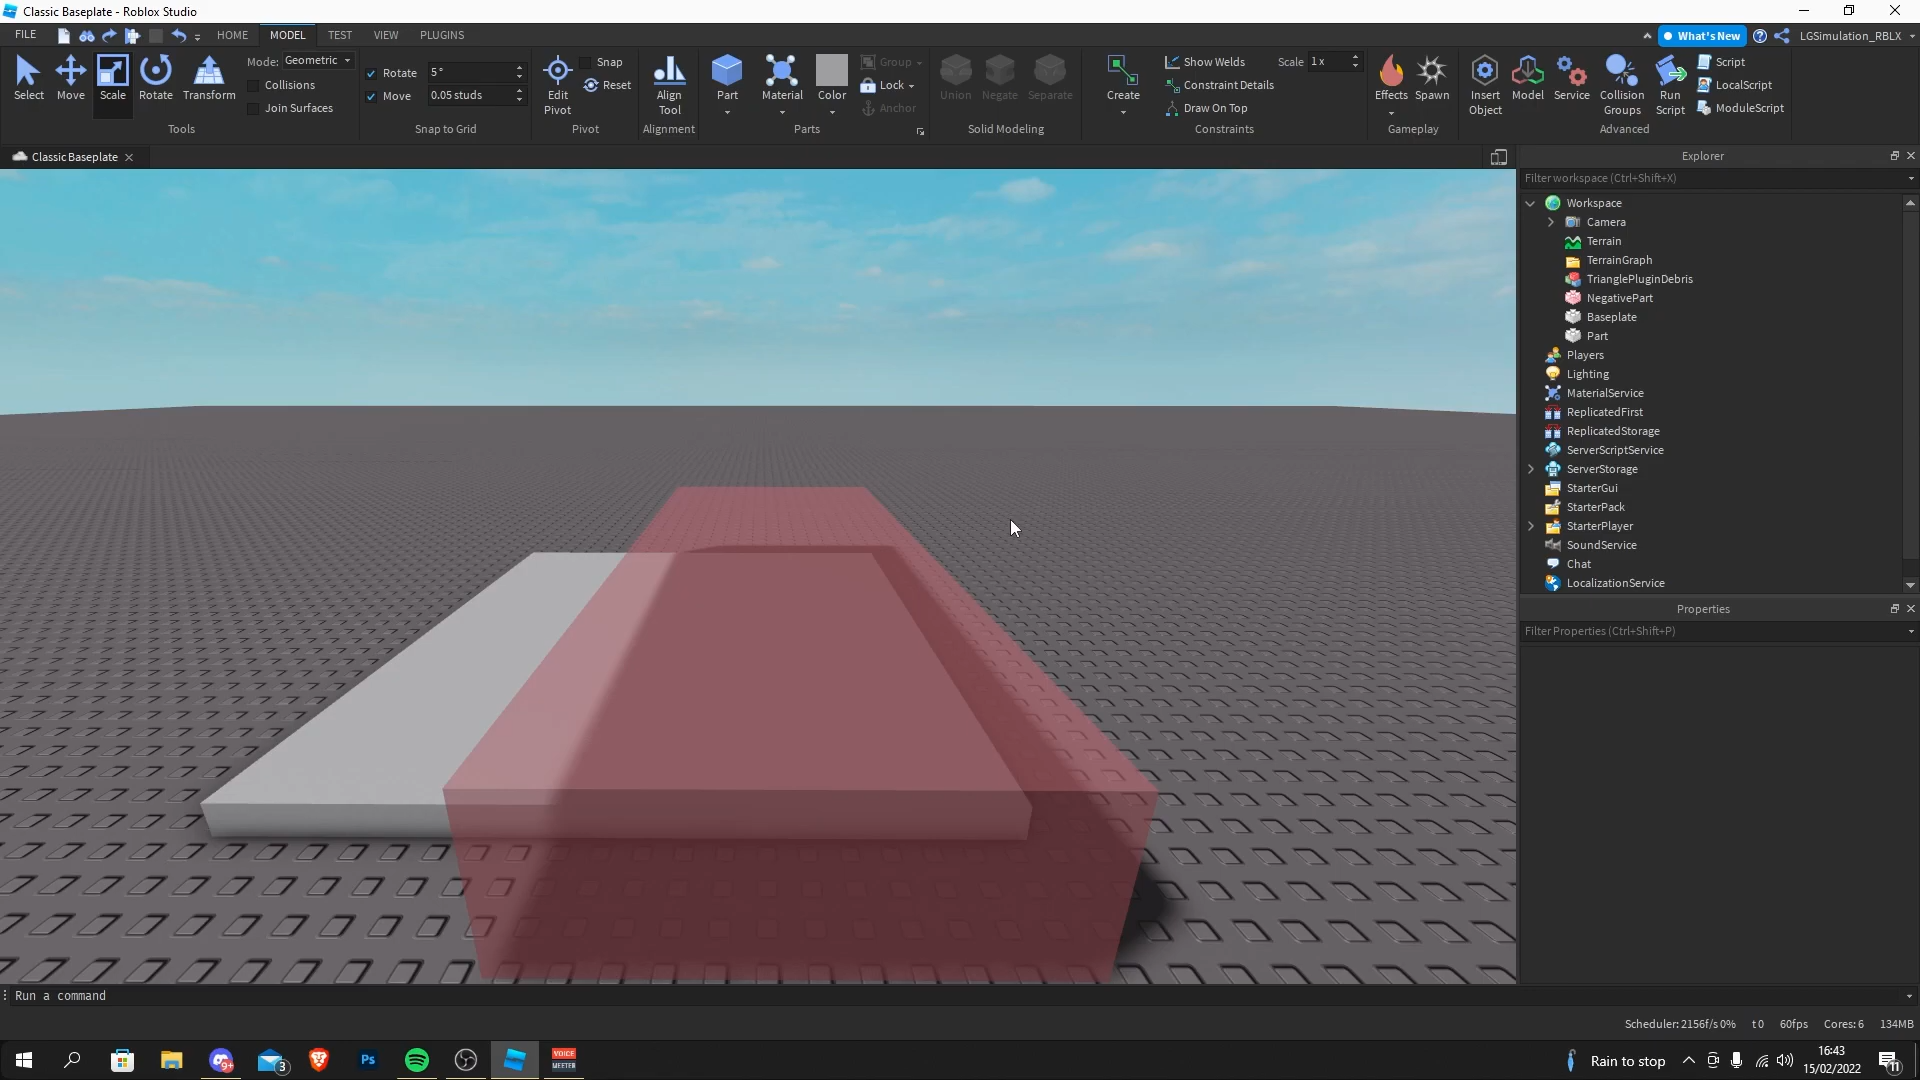 Classic Baseplate - Roblox Studio
FILE HOME MODEL TEST VIEW PLUGINS What's New LGSimulation_RBLX
Select Move Scale Rotate Transform
Mode: Geometric
Collisions
Join Surfaces
Tools
Rotate 5°
Move 0.05 studs
Snap to Grid
Edit Pivot
Snap
Reset
Pivot
Align Tool
Alignment
Part Material Color
Group
Lock
Anchor
Parts
Union Negate Separate
Solid Modeling
Create
Show Welds
Scale 1x
Constraint Details
Draw On Top
Constraints
Effects Spawn
Gameplay
Insert Object
Model
Service
Collision Groups
Run Script
Script
LocalScript
ModuleScript
Advanced
Classic Baseplate
Explorer
Filter workspace (Ctrl+Shift+X)
Workspace
Camera
Terrain
TerrainGraph
TrianglePluginDebris
NegativePart
Baseplate
Part
Players
Lighting
MaterialService
ReplicatedFirst
ReplicatedStorage
ServerScriptService
ServerStorage
StarterGui
StarterPack
StarterPlayer
SoundService
Chat
LocalizationService
Properties
Filter Properties (Ctrl+Shift+P)
Run a command
Scheduler: 2156f/s 0% t 0 60fps Cores: 6 134MB
9+
3
Ps
VOICE
MEETER
Rain to stop
16:43
15/02/2022
11